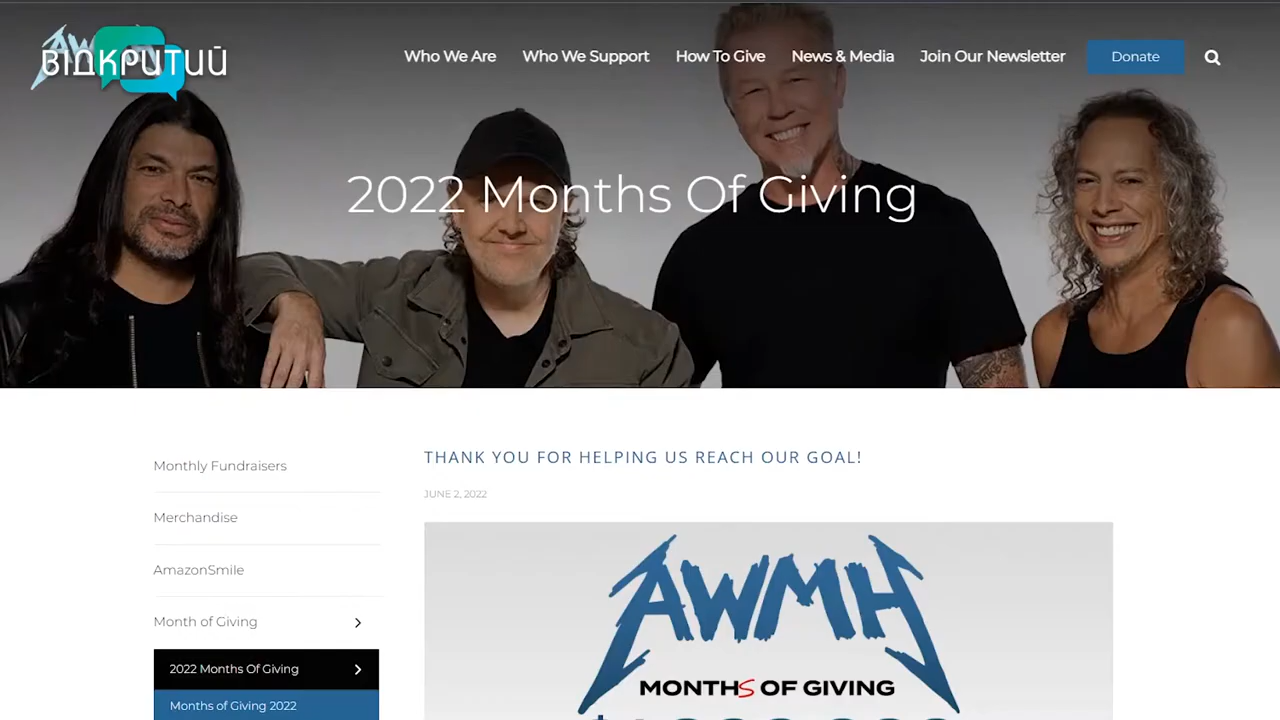 ВІДКРИТИЙ
Who We Are
Who We Support
How To Give
News & Media
Join Our Newsletter
Donate
2022 Months Of Giving
Monthly Fundraisers
Merchandise
AmazonSmile
Month of Giving
2022 Months Of Giving
Months of Giving 2022
THANK YOU FOR HELPING US REACH OUR GOAL!
JUNE 2, 2022
AWMH
MONTHS OF GIVING